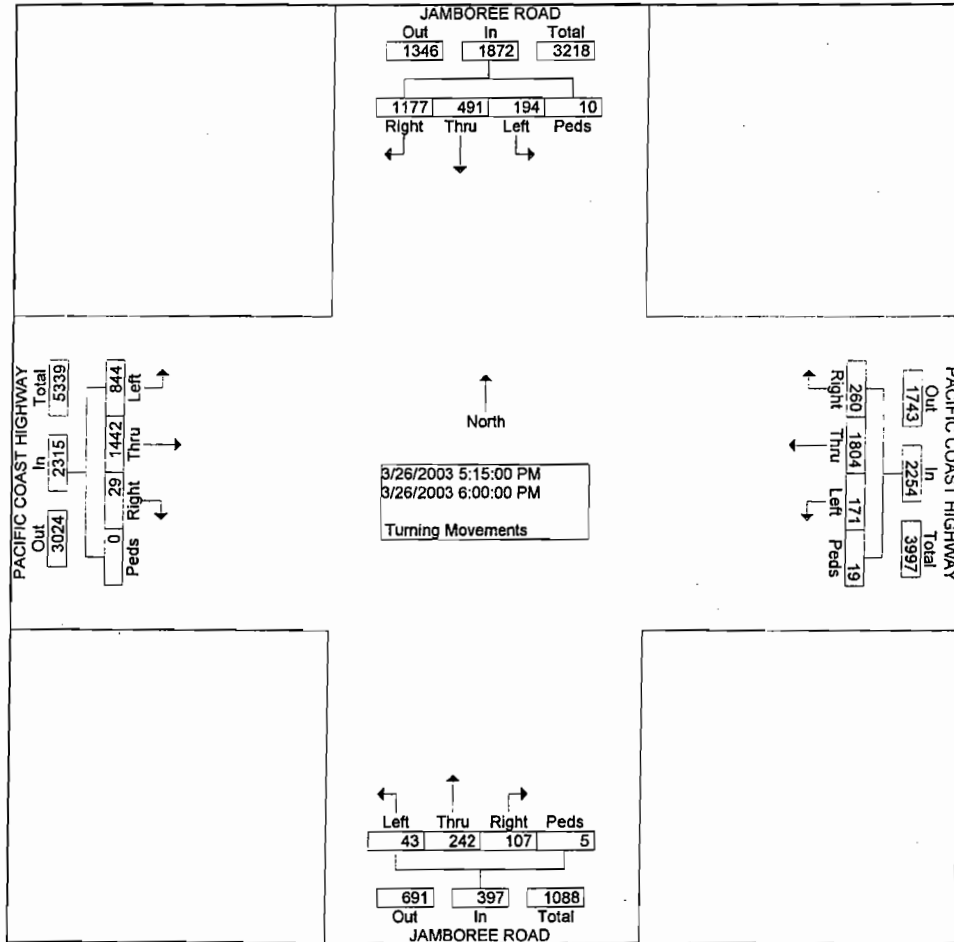 JAMBOREE ROAD
Out In Total
1346 1872 3218
1177 491 194 10
Right Thru Left Peds
PACIFIC COAST HIGHWAY
Total In Out
5339 2315 3024
844 1442 29 0
Left Thru Right Peds
North
3/26/2003 5:15:00 PM
3/26/2003 6:00:00 PM
Turning Movements
Right Thru Left Peds
260 1804 171 19
Out In Total
1743 2254 3997
PACIFIC COAST HIGHWAY
Left Thru Right Peds
43 242 107 5
691 397 1088
Out In Total
JAMBOREE ROAD